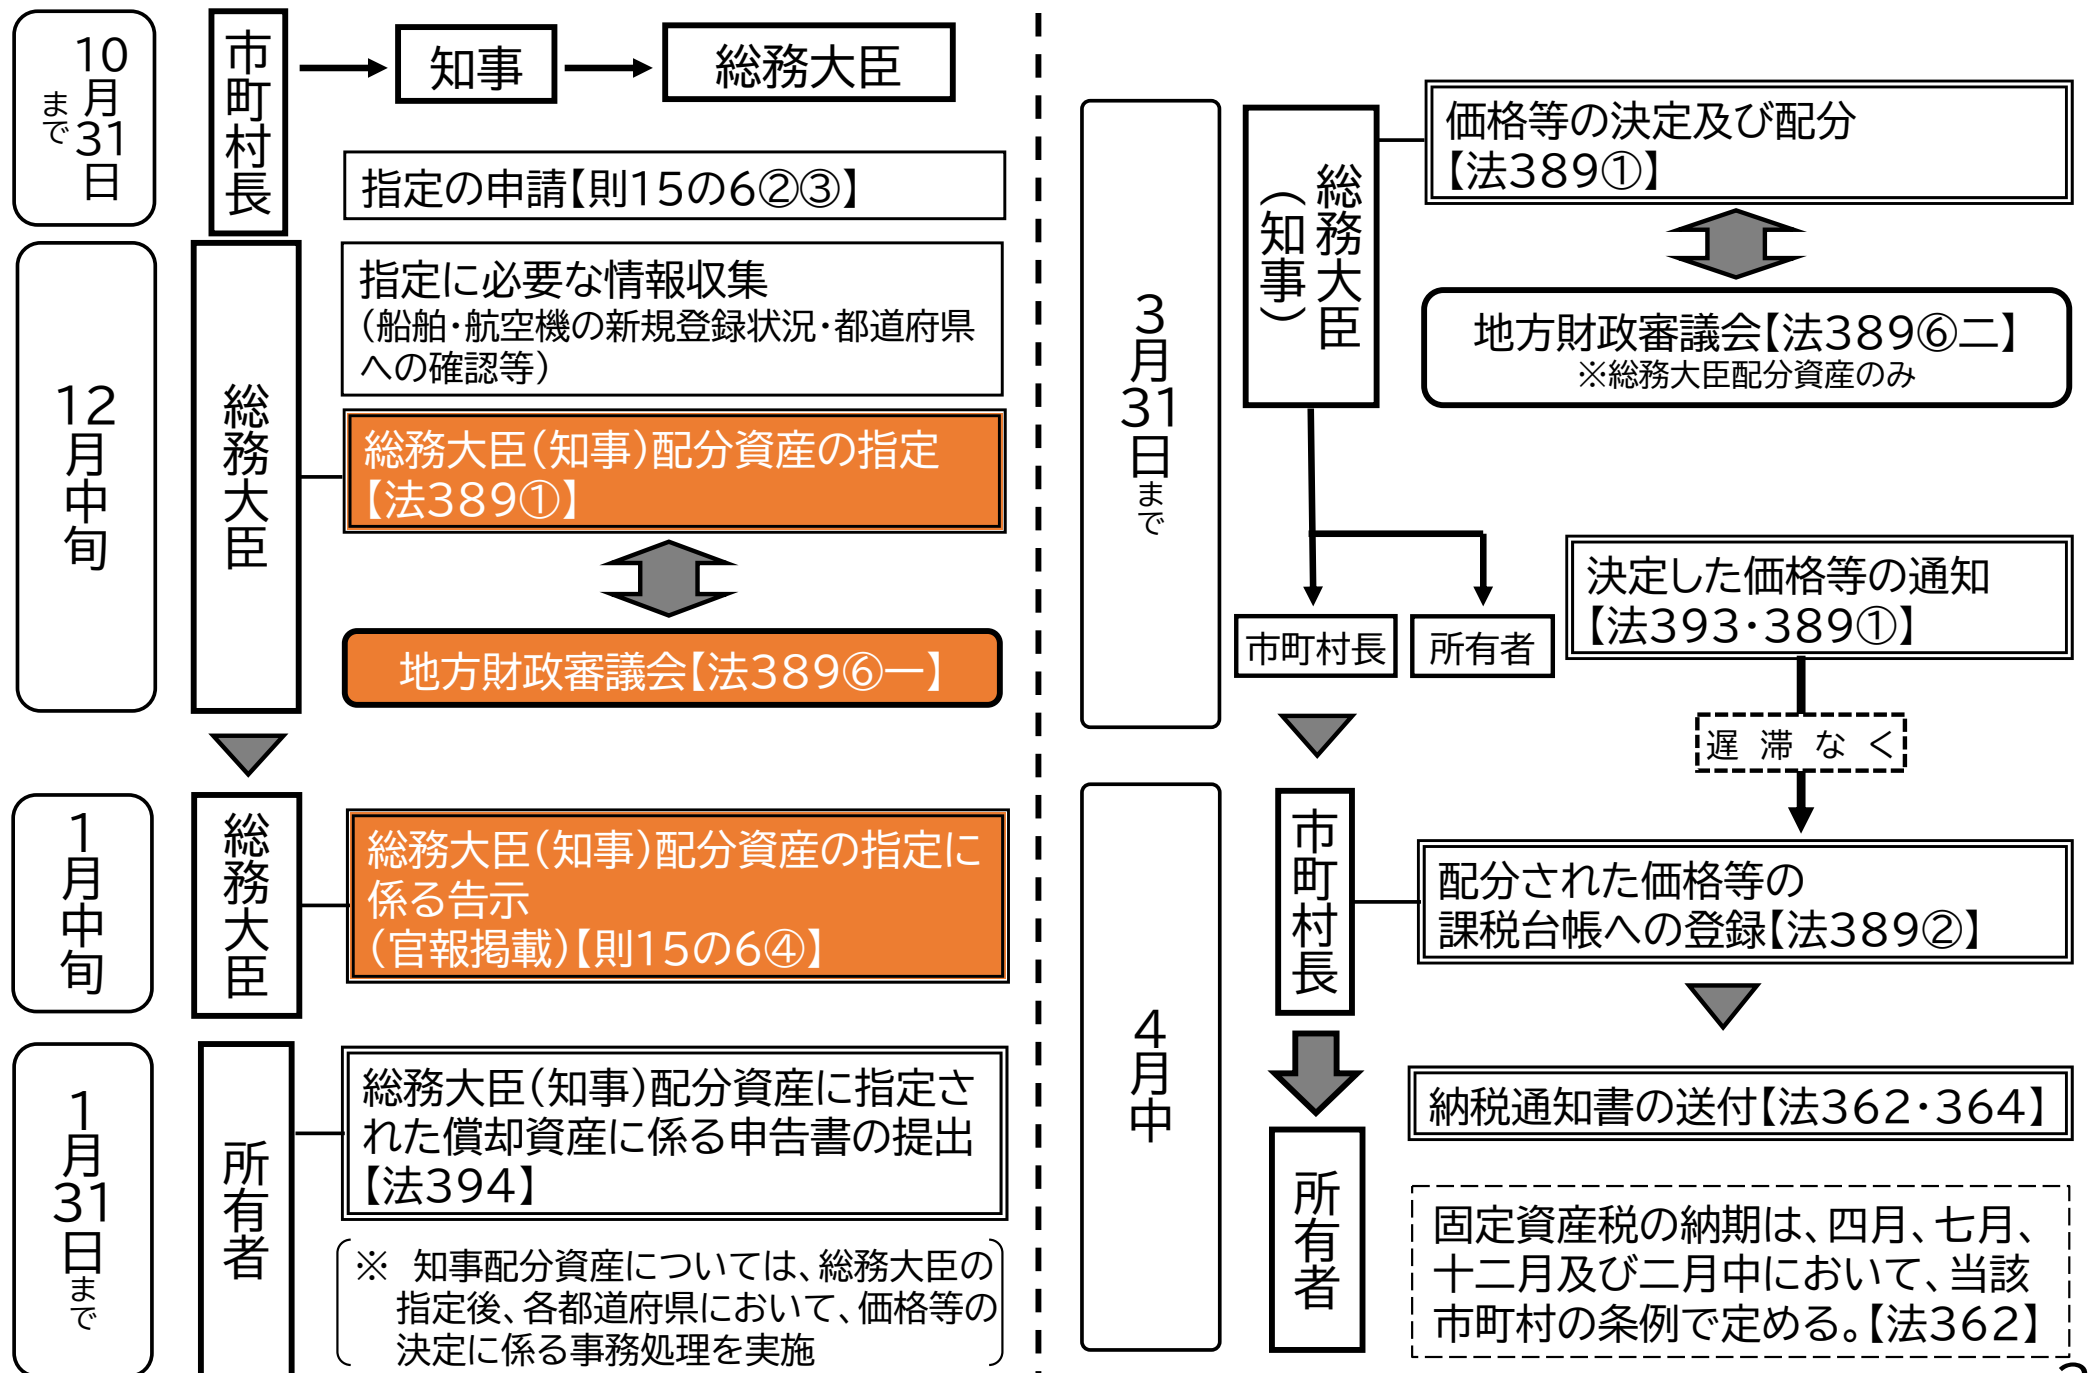 10月31日
まで
市町村長
知事
総務大臣
指定の申請【則15の6②③】
12月中旬
総務大臣
指定に必要な情報収集
（船舶・航空機の新規登録状況・都道府県
への確認等）
総務大臣（知事）配分資産の指定
【法389①】
地方財政審議会【法389⑥一】
1月中旬
総務大臣
総務大臣（知事）配分資産の指定に
係る告示
（官報掲載）【則15の6④】
1月31日まで
所有者
総務大臣（知事）配分資産に指定さ
れた償却資産に係る申告書の提出
【法394】
※　知事配分資産については、総務大臣の
指定後、各都道府県において、価格等の
決定に係る事務処理を実施
3月31日まで
総務大臣
（知事）
価格等の決定及び配分
【法389①】
地方財政審議会【法389⑥二】
※総務大臣配分資産のみ
市町村長
所有者
決定した価格等の通知
【法393・389①】
遅滞なく
4月中
市町村長
配分された価格等の
課税台帳への登録【法389②】
所有者
納税通知書の送付【法362・364】
固定資産税の納期は、四月、七月、
十二月及び二月中において、当該
市町村の条例で定める。【法362】